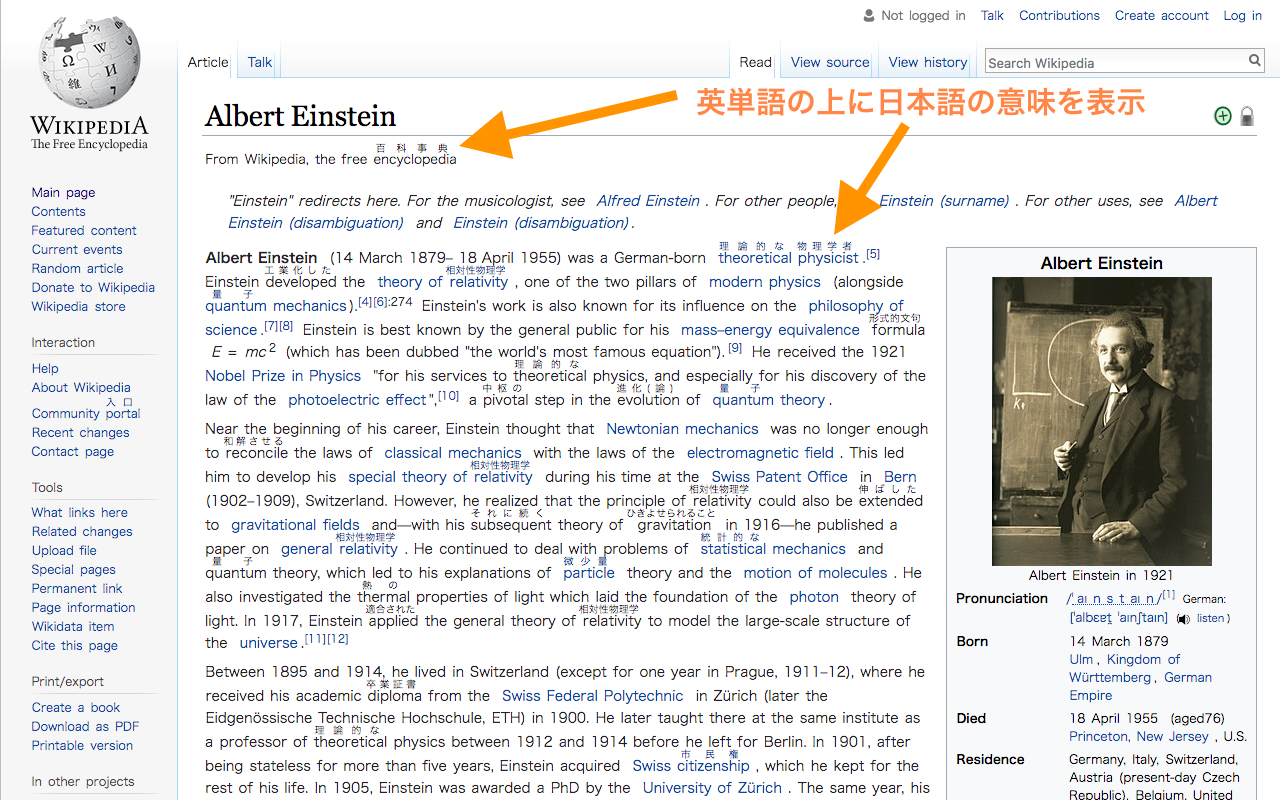 Not logged in Talk Contributions Create account Log in
Article Talk Read View source View history Search Wikipedia
WIKIPEDIA
The Free Encyclopedia
英単語の上に日本語の意味を表示
Albert Einstein
百科事典
From Wikipedia, the free encyclopedia
"Einstein" redirects here. For the musicologist, see Alfred Einstein . For other people, Einstein (surname) . For other uses, see Albert
Einstein (disambiguation) and Einstein (disambiguation) .
理論的な 物理学者
Albert Einstein (14 March 1879– 18 April 1955) was a German-born theoretical physicist .[5]
工業化した 相対性物理学
Einstein developed the theory of relativity , one of the two pillars of modern physics (alongside
量子
quantum mechanics ).[4][6]:274 Einstein's work is also known for its influence on the philosophy of
形式的文句
science .[7][8] Einstein is best known by the general public for his mass–energy equivalence formula
E = mc 2 (which has been dubbed "the world's most famous equation"). [9] He received the 1921
理論的な
Nobel Prize in Physics "for his services to theoretical physics, and especially for his discovery of the
中枢の 進化(論) 量子
law of the photoelectric effect ",[10] a pivotal step in the evolution of quantum theory .
Near the beginning of his career, Einstein thought that Newtonian mechanics was no longer enough
和解させる
to reconcile the laws of classical mechanics with the laws of the electromagnetic field . This led
相対性物理学
him to develop his special theory of relativity during his time at the Swiss Patent Office in Bern
相対性物理学 伸ばした
(1902–1909), Switzerland. However, he realized that the principle of relativity could also be extended
それに続く ひきよせられること
to gravitational fields and—with his subsequent theory of gravitation in 1916—he published a
相対性物理学 統計的な
paper on general relativity . He continued to deal with problems of statistical mechanics and
量子 微少量
quantum theory, which led to his explanations of particle theory and the motion of molecules . He
熱の
also investigated the thermal properties of light which laid the foundation of the photon theory of
適合された 相対性物理学
light. In 1917, Einstein applied the general theory of relativity to model the large-scale structure of
the universe .[11][12]
Between 1895 and 1914, he lived in Switzerland (except for one year in Prague, 1911–12), where he
卒業証書
received his academic diploma from the Swiss Federal Polytechnic in Zürich (later the
Eidgenössische Technische Hochschule, ETH) in 1900. He later taught there at the same institute as
理論的な
a professor of theoretical physics between 1912 and 1914 before he left for Berlin. In 1901, after
市民権
being stateless for more than five years, Einstein acquired Swiss citizenship , which he kept for the
rest of his life. In 1905, Einstein was awarded a PhD by the University of Zürich . The same year, his
Main page
Contents
Featured content
Current events
Random article
Donate to Wikipedia
Wikipedia store
Interaction
Help
About Wikipedia
入口
Community portal
Recent changes
Contact page
Tools
What links here
Related changes
Upload file
Special pages
Permanent link
Page information
Wikidata item
Cite this page
Print/export
Create a book
Download as PDF
Printable version
In other projects
Albert Einstein
Albert Einstein in 1921
Pronunciation /ˈaɪnstaɪn/[1] German:
[ˈalbɛɐ̯t ˈaɪnʃtaɪn] ( listen )
Born 14 March 1879
Ulm , Kingdom of
Württemberg , German
Empire
Died 18 April 1955 (aged76)
Princeton, New Jersey , U.S.
Residence Germany, Italy, Switzerland,
Austria (present-day Czech
Republic), Belgium, United